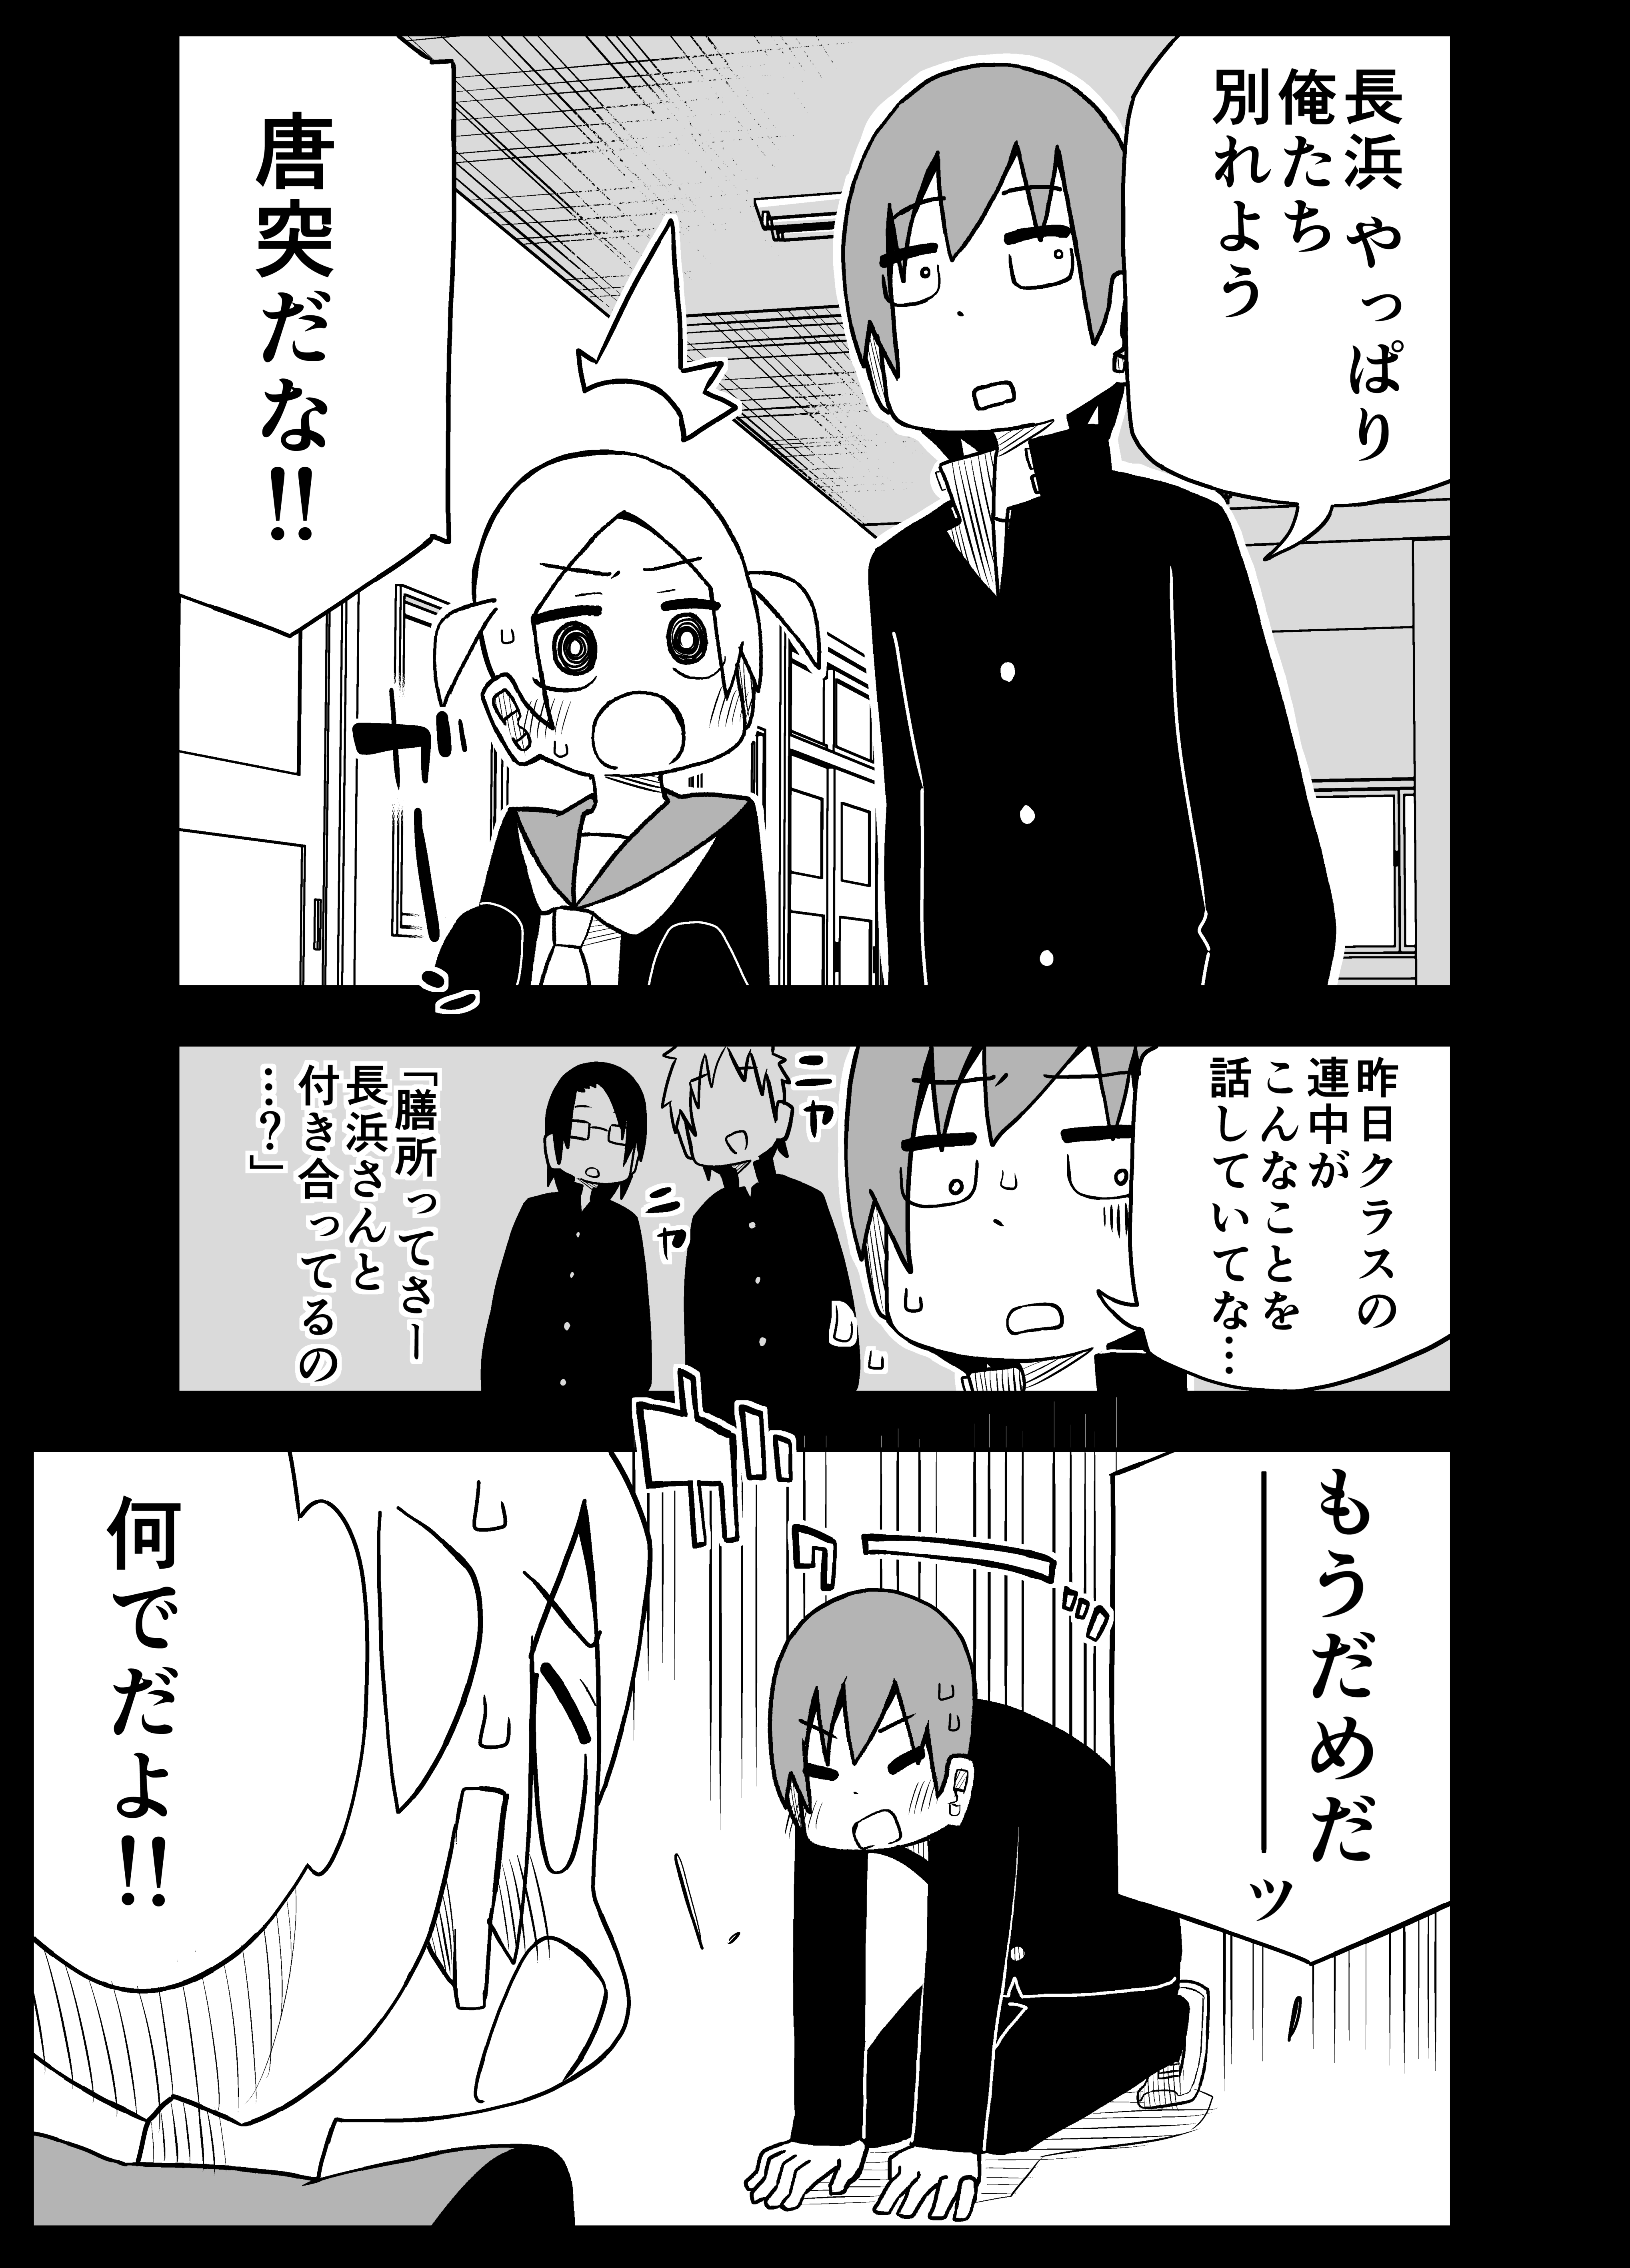 長浜やっぱり
俺たち
別れよう
唐突だな!!
ガーン
昨日クラスの
連中が
こんなことを
話していてな…
ニヤ
ニヤ
「膳所ってさー
長浜さんと
付き合ってるの
…?」
もうだめだ
――――ッ
ガクーッ
何でだよ!!